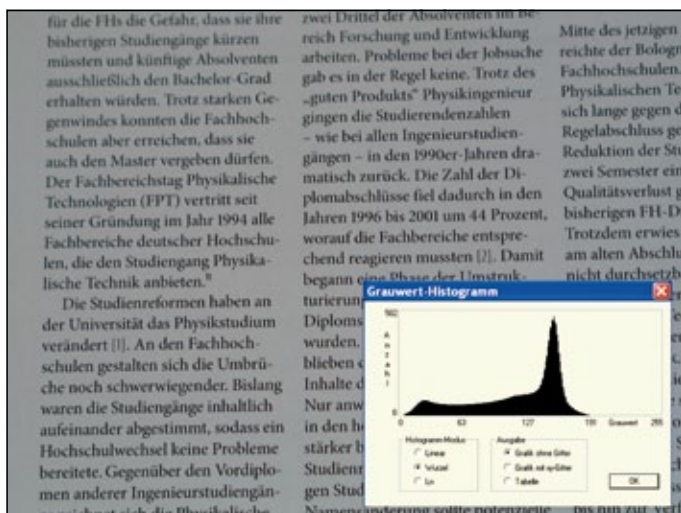 für die FHs die Gefahr, dass sie ihre
bisherigen Studiengänge kürzen
müssten und künftige Absolventen
ausschließlich den Bachelor-Grad
erhalten würden. Trotz starken Ge-
genwindes konnten die Fachhoch-
schulen aber erreichen, dass sie
auch den Master vergeben dürfen.
Der Fachbereichstag Physikalische
Technologien (FPT) vertritt seit
seiner Gründung im Jahr 1994 alle
Fachbereiche deutscher Hochschu-
len, die den Studiengang Physika-
lische Technik anbieten.
Die Studienreformen haben an
der Universität das Physikstudium
verändert [1]. An den Fachhoch-
schulen gestalten sich die Umbrü-
che noch schwerwiegender. Bislang
waren die Studiengänge inhaltlich
aufeinander abgestimmt, sodass ein
Hochschulwechsel keine Probleme
bereitete. Gegenüber den Vordiplo-
men anderer Ingenieurstudiengän-
zwei Drittel der Absolventen im Be-
reich Forschung und Entwicklung
arbeiten. Probleme bei der Jobsuche
gab es in der Regel keine. Trotz des
„guten Produkts“ Physikingenieur
gingen die Studierendenzahlen
– wie bei allen Ingenieurstudien-
gängen – in den 1990er-Jahren dra-
matisch zurück. Die Zahl der Di-
plomabschlüsse fiel dadurch in den
Jahren 1996 bis 2001 um 44 Prozent,
worauf die Fachbereiche entspre-
chend reagieren mussten [2]. Damit
begann eine Phase der Umstruk-
turierung
Diploms
wurden.
blieben
Inhalte
Nur
in den
stärker
Studien
gen
Namensänderung sollte potenzielle
Mitte des jetzigen
reichte der Bologn
Fachhochschulen.
Physikalischen Te
sich lange gegen d
Regelabschluss ge
Reduktion der Stu
zwei Semester ein
Qualitätsverlust g
bisherigen FH-D
Trotzdem erwies
am alten Abschlu
nicht durchsetzb
bis hin zur
Grauwert-Histogramm
502
Anzahl
0
0 63 127 191 Grauwert 255
Histogramm-Modus
Linear
Wurzel
Ln
Ausgabe
Grafik ohne Gitter
Grafik mit xy-Gitter
Tabelle
OK